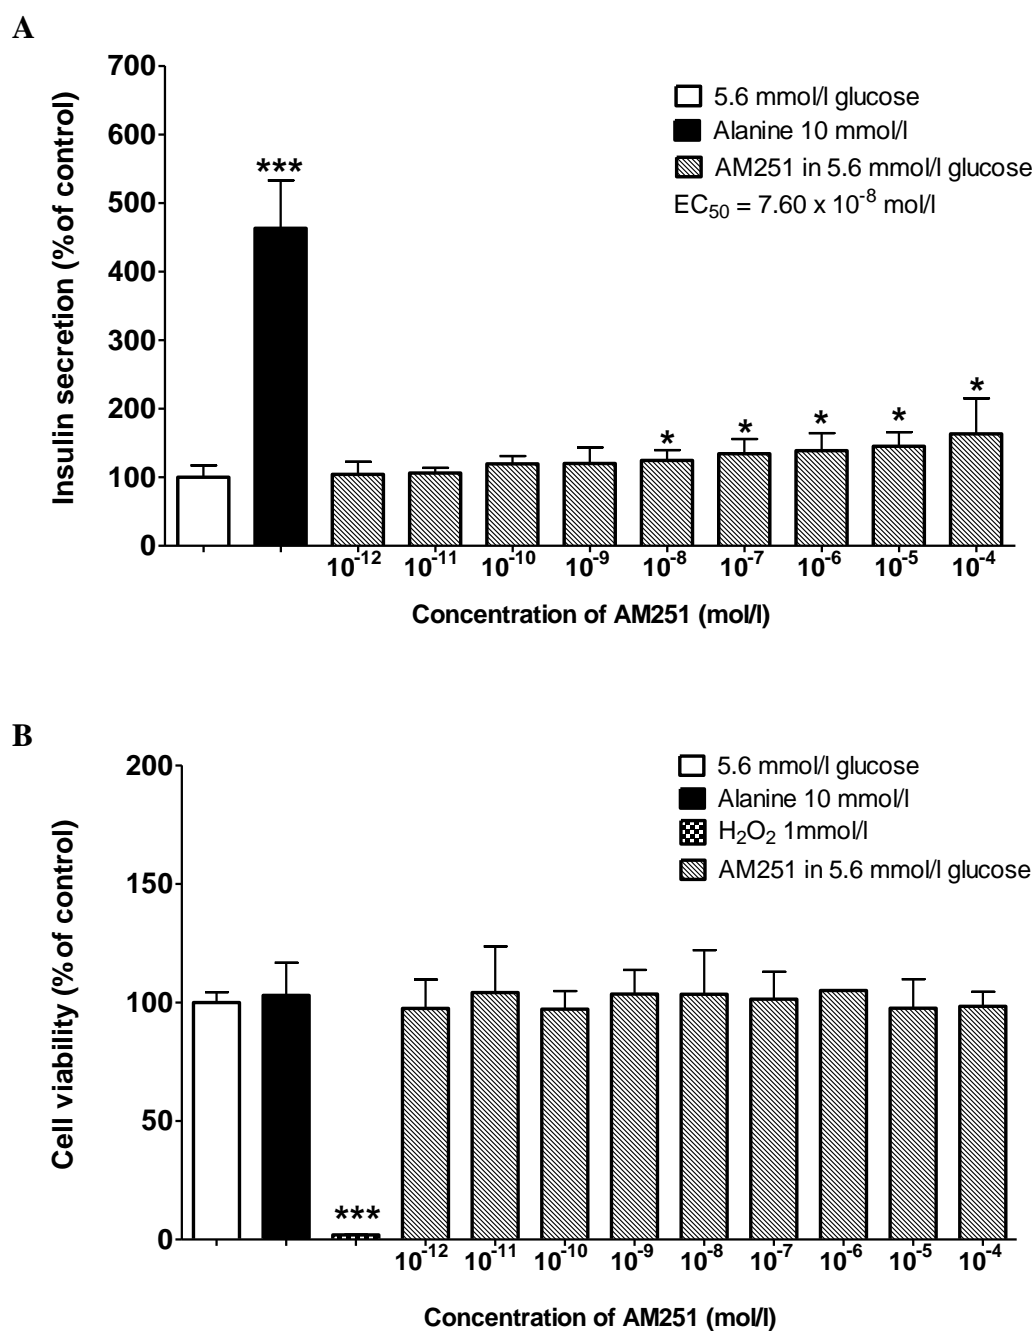 A
700
600
500
400
300
200
100
0
Insulin secretion (% of control)
***
*
*
*
*
*
5.6 mmol/l glucose
Alanine 10 mmol/l
AM251 in 5.6 mmol/l glucose
EC₅₀ = 7.60 x 10⁻⁸ mol/l
10⁻¹² 10⁻¹¹ 10⁻¹⁰ 10⁻⁹ 10⁻⁸ 10⁻⁷ 10⁻⁶ 10⁻⁵ 10⁻⁴
Concentration of AM251 (mol/l)
B
200
150
100
50
0
Cell viability (% of control)
***
5.6 mmol/l glucose
Alanine 10 mmol/l
H₂O₂ 1mmol/l
AM251 in 5.6 mmol/l glucose
10⁻¹² 10⁻¹¹ 10⁻¹⁰ 10⁻⁹ 10⁻⁸ 10⁻⁷ 10⁻⁶ 10⁻⁵ 10⁻⁴
Concentration of AM251 (mol/l)